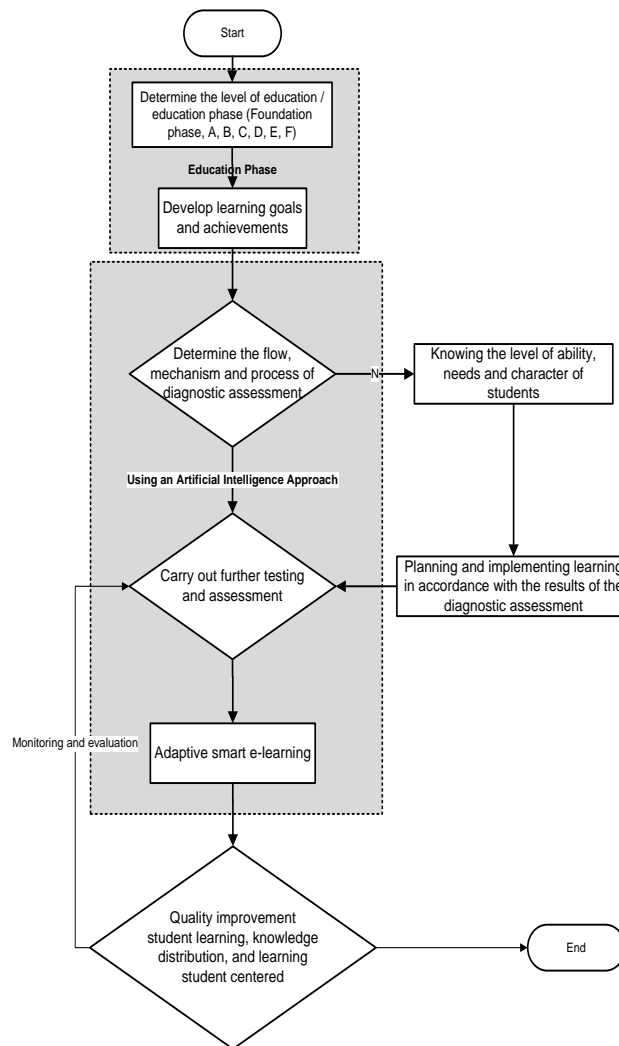 Start
Determine the level of education /
education phase (Foundation
phase, A, B, C, D, E, F)
Education Phase
Develop learning goals
and achievements
Determine the flow,
mechanism and process of
diagnostic assessment
N
Knowing the level of ability,
needs and character of
students
Using an Artificial Intelligence Approach
Carry out further testing
and assessment
Planning and implementing learning
in accordance with the results of the
diagnostic assessment
Monitoring and evaluation
Adaptive smart e-learning
Quality improvement
student learning, knowledge
distribution, and learning
student centered
End